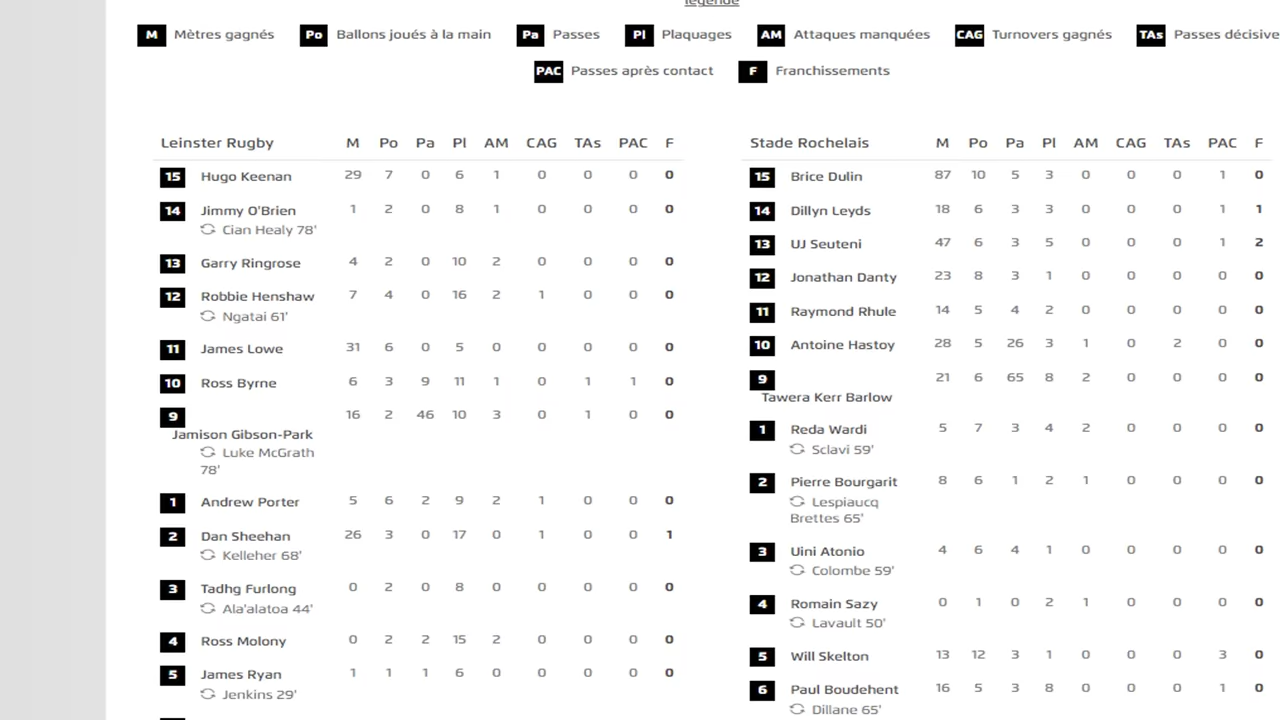 légende
M Mètres gagnés Po Ballons joués à la main Pa Passes Pl Plaquages AM Attaques manquées CAG Turnovers gagnés TAs Passes décisive
PAC Passes après contact F Franchissements
Leinster Rugby M Po Pa Pl AM CAG TAs PAC F
15 Hugo Keenan 29 7 0 6 1 0 0 0 0
14 Jimmy O'Brien 1 2 0 8 1 0 0 0 0
Cian Healy 78'
13 Garry Ringrose 4 2 0 10 2 0 0 0 0
12 Robbie Henshaw 7 4 0 16 2 1 0 0 0
Ngatai 61'
11 James Lowe 31 6 0 5 0 0 0 0 0
10 Ross Byrne 6 3 9 11 1 0 1 1 0
9 16 2 46 10 3 0 1 0 0
Jamison Gibson-Park
Luke McGrath
78'
1 Andrew Porter 5 6 2 9 2 1 0 0 0
2 Dan Sheehan 26 3 0 17 0 1 0 0 1
Kelleher 68'
3 Tadhg Furlong 0 2 0 8 0 0 0 0 0
Ala'alatoa 44'
4 Ross Molony 0 2 2 15 2 0 0 0 0
5 James Ryan 1 1 1 6 0 0 0 0 0
Jenkins 29'
Stade Rochelais M Po Pa Pl AM CAG TAs PAC F
15 Brice Dulin 87 10 5 3 0 0 0 1 0
14 Dillyn Leyds 18 6 3 3 0 0 0 1 1
13 UJ Seuteni 47 6 3 5 0 0 0 1 2
12 Jonathan Danty 23 8 3 1 0 0 0 0 0
11 Raymond Rhule 14 5 4 2 0 0 0 0 0
10 Antoine Hastoy 28 5 26 3 1 0 2 0 0
9 21 6 65 8 2 0 0 0 0
Tawera Kerr Barlow
1 Reda Wardi 5 7 3 4 2 0 0 0 0
Sclavi 59'
2 Pierre Bourgarit 8 6 1 2 1 0 0 0 0
Lespiaucq
Brettes 65'
3 Uini Atonio 4 6 4 1 0 0 0 0 0
Colombe 59'
4 Romain Sazy 0 1 0 2 1 0 0 0 0
Lavault 50'
5 Will Skelton 13 12 3 1 0 0 0 3 0
6 Paul Boudehent 16 5 3 8 0 0 0 1 0
Dillane 65'